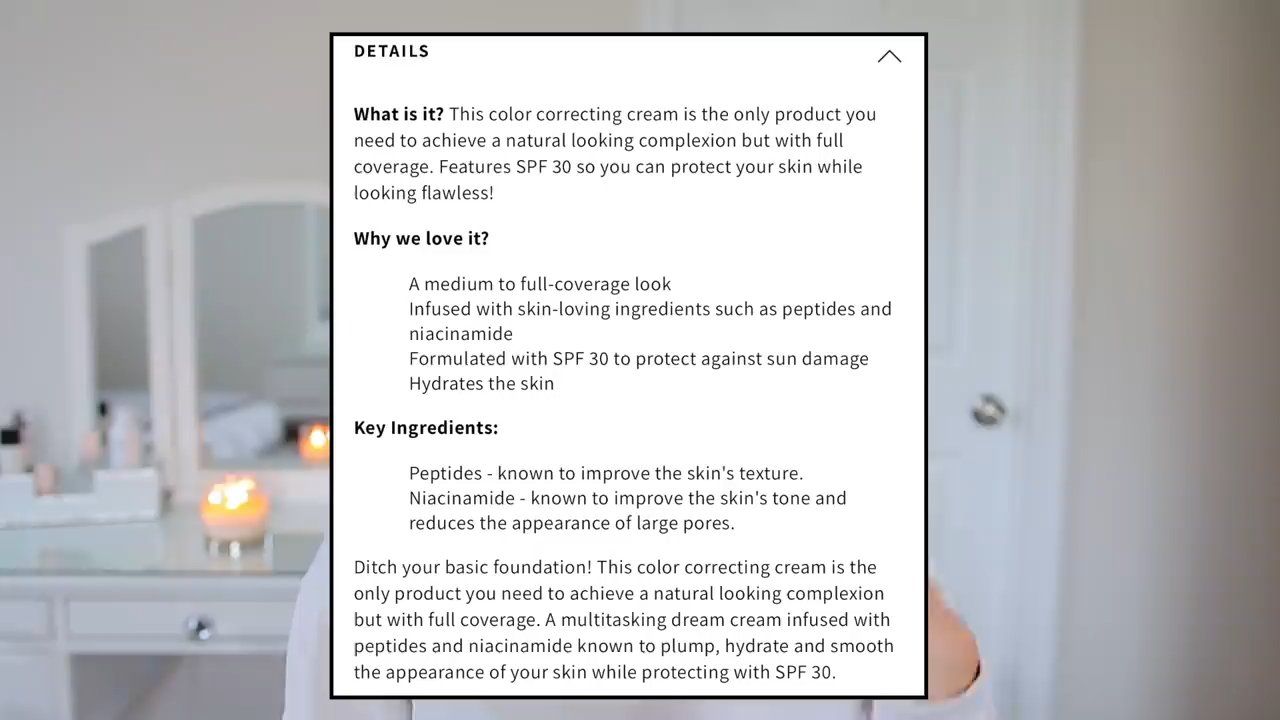 DETAILS
What is it? This color correcting cream is the only product you
need to achieve a natural looking complexion but with full
coverage. Features SPF 30 so you can protect your skin while
looking flawless!
Why we love it?
A medium to full-coverage look
Infused with skin-loving ingredients such as peptides and
niacinamide
Formulated with SPF 30 to protect against sun damage
Hydrates the skin
Key Ingredients:
Peptides - known to improve the skin's texture.
Niacinamide - known to improve the skin's tone and
reduces the appearance of large pores.
Ditch your basic foundation! This color correcting cream is the
only product you need to achieve a natural looking complexion
but with full coverage. A multitasking dream cream infused with
peptides and niacinamide known to plump, hydrate and smooth
the appearance of your skin while protecting with SPF 30.